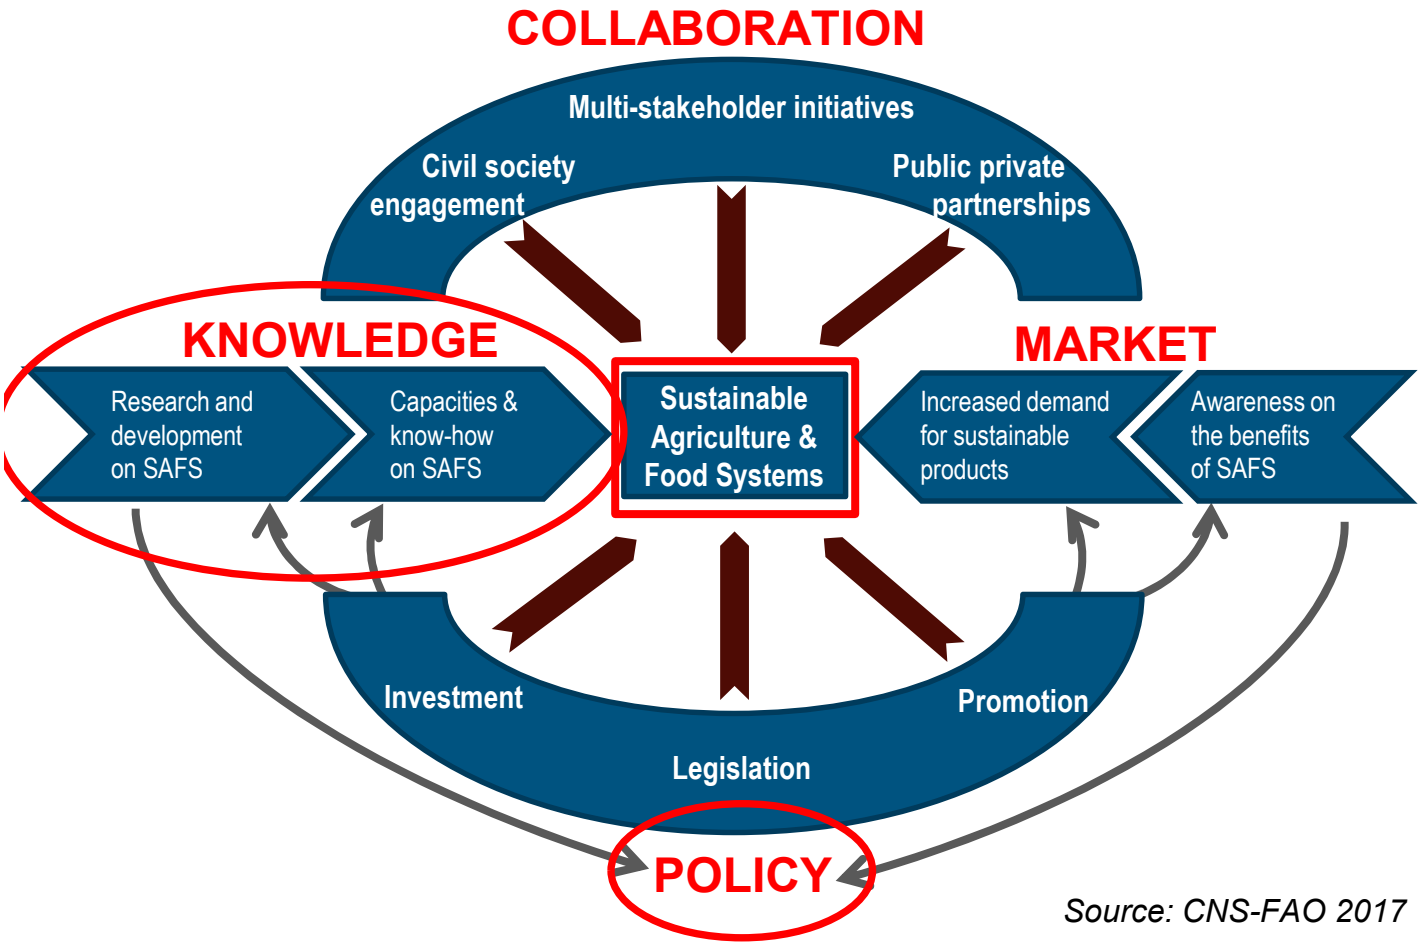 COLLABORATION
Multi-stakeholder initiatives
Civil society
engagement
Public private
partnerships
KNOWLEDGE
MARKET
Research and
development
on SAFS
Capacities &
know-how
on SAFS
Sustainable
Agriculture &
Food Systems
Increased demand
for sustainable
products
Awareness on
the benefits
of SAFS
Investment
Promotion
Legislation
POLICY
Source: CNS-FAO 2017